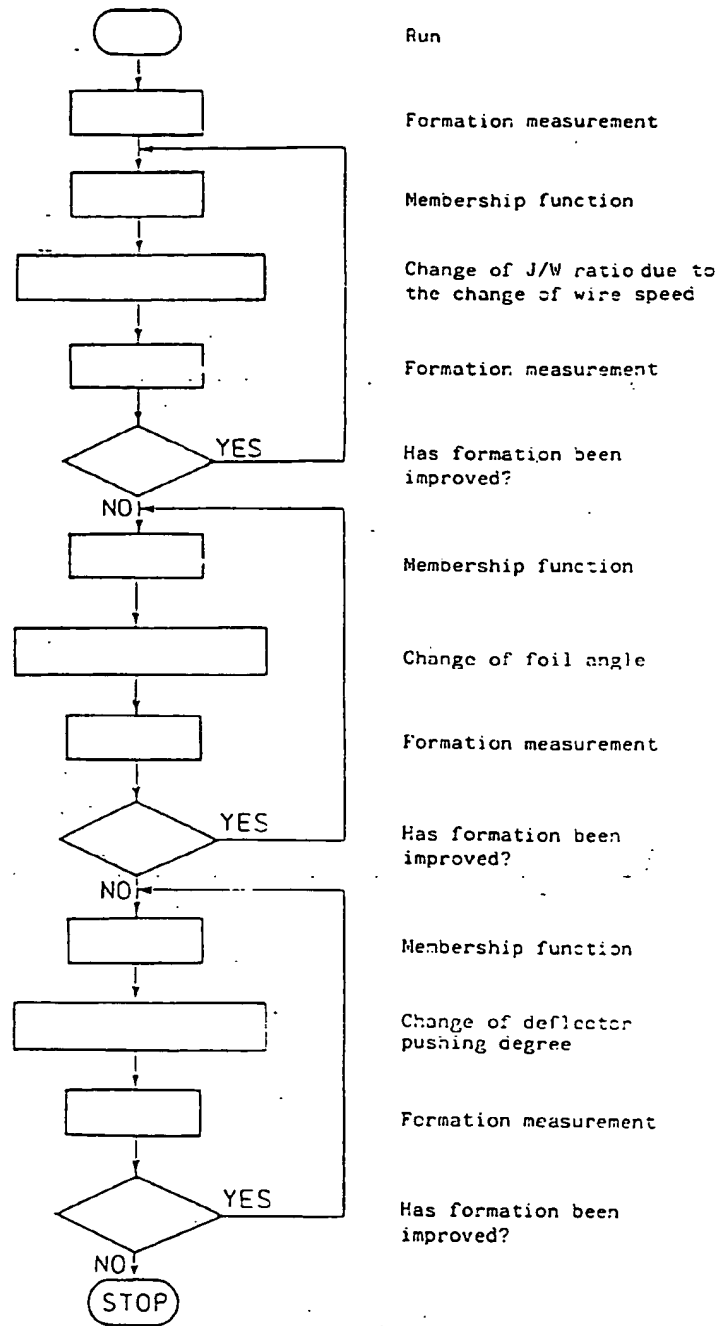 Run
Formation measurement
Membership function
Change of J/W ratio due to
the change of wire speed
Formation measurement
YES
Has formation been
improved?
NO
Membership function
Change of foil angle
Formation measurement
YES
Has formation been
improved?
NO
Membership function
Change of deflector
pushing degree
Formation measurement
YES
Has formation been
improved?
NO
STOP